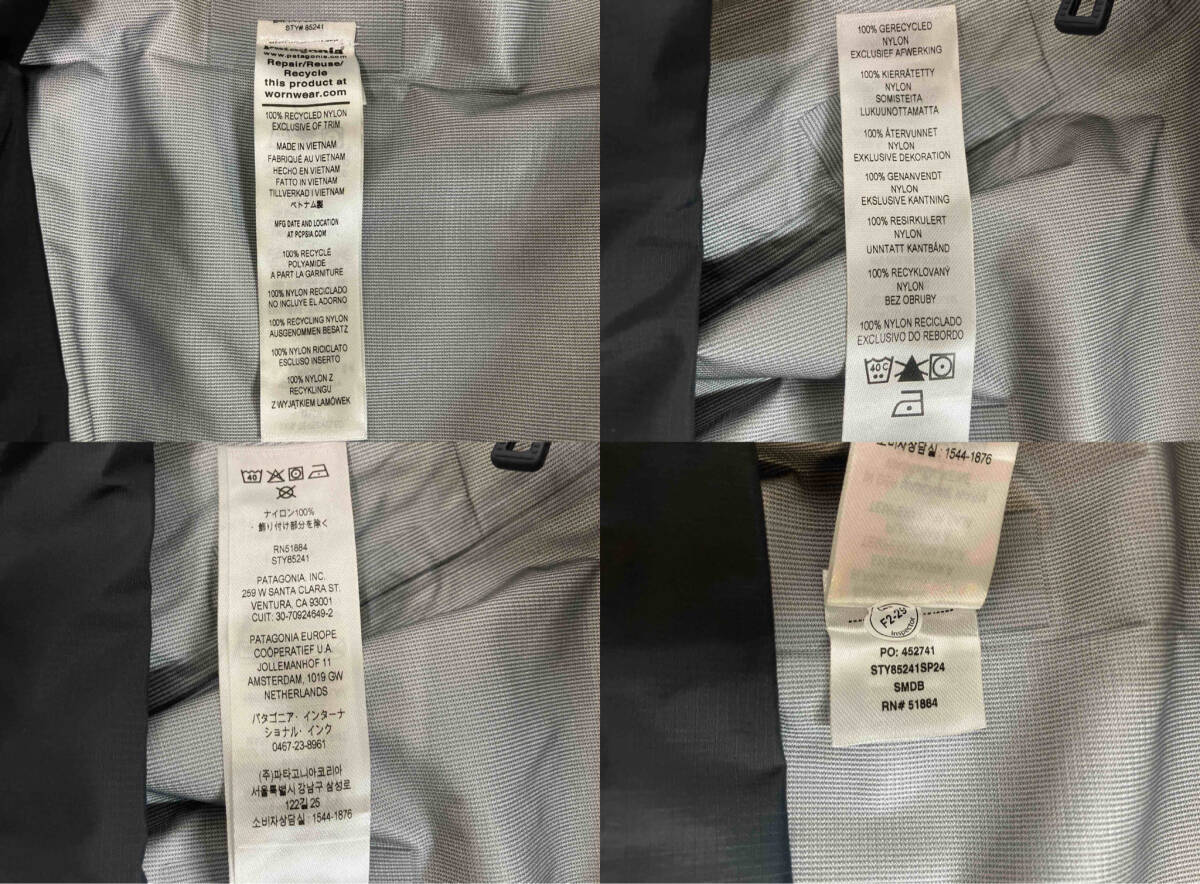 STY# 85241
patagonia®
www.patagonia.com
Repair/Reuse/
Recycle
this product at
wornwear.com
100% RECYCLED NYLON
EXCLUSIVE OF TRIM
MADE IN VIETNAM
FABRIQUÉ AU VIETNAM
HECHO EN VIETNAM
FATTO IN VIETNAM
TILLVERKAD I VIETNAM
ベトナム製
MFG DATE AND LOCATION
AT PCPSIA.COM
100% RECYCLÉ
POLYAMIDE
A PART LA GARNITURE
100% NYLON RECICLADO
NO INCLUYE EL ADORNO
100% RECYCLING NYLON
AUSGENOMMEN BESATZ
100% NYLON RICICLATO
ESCLUSO INSERTO
100% NYLON Z
RECYKLINGU
Z WYJĄTKIEM LAMÓWEK
100% GERECYCLED
NYLON
EXCLUSIEF AFWERKING
100% KIERRÄTETTY
NYLON
SOMISTEITA
LUKUUNOTTAMATTA
100% ÅTERVUNNET
NYLON
EXKLUSIVE DEKORATION
100% GENANVENDT
NYLON
EKSLUSIVE KANTNING
100% RESIRKULERT
NYLON
UNNTATT KANTBÅND
100% RECYKLOVANÝ
NYLON
BEZ OBRUBY
100% NYLON RECICLADO
EXCLUSIVO DO REBORDO
40C
40
ナイロン100%
飾り付け部分を除く
RN51884
STY85241
PATAGONIA, INC.
259 W SANTA CLARA ST.
VENTURA, CA 93001
CUIT: 30-70924649-2
PATAGONIA EUROPE
COÖPERATIEF U.A.
JOLLEMANHOF 11
AMSTERDAM, 1019 GW
NETHERLANDS
パタゴニア・インターナ
ショナル・インク
0467-23-8961
(주)파타고니아코리아
서울특별시 강남구 삼성로
122길 25
소비자상담실 : 1544-1876
소비자상담실 : 1544-1876
F2-29
Inspector
PO: 452741
STY85241SP24
SMDB
RN# 51884